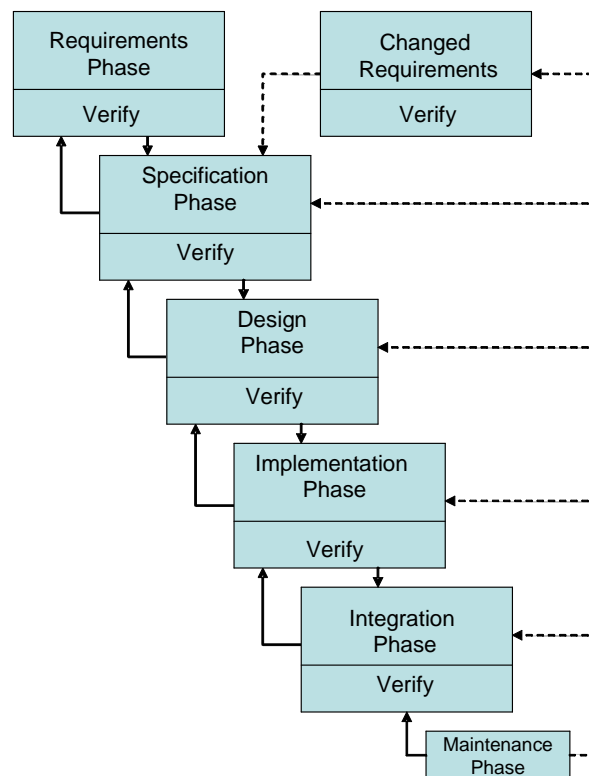 Requirements
Phase
Verify
Changed
Requirements
Verify
Specification
Phase
Verify
Design
Phase
Verify
Implementation
Phase
Verify
Integration
Phase
Verify
Maintenance
Phase